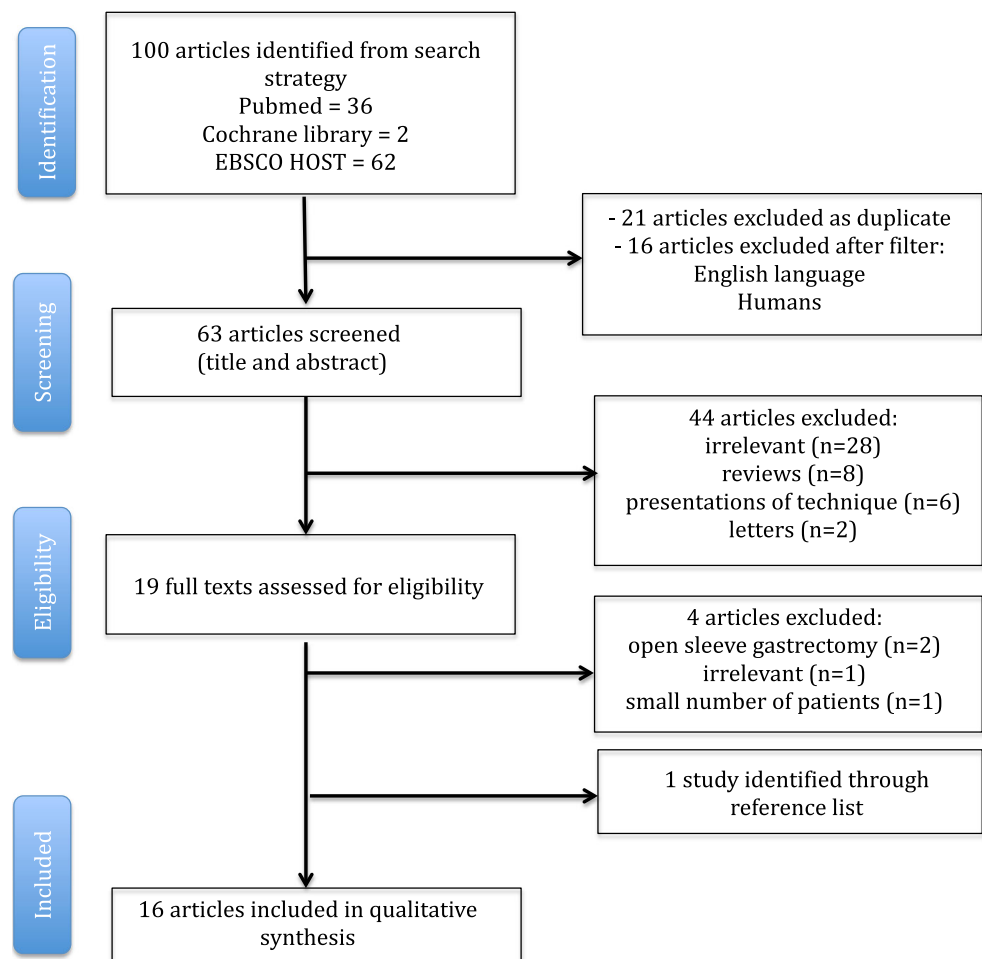 Identification
100 articles identified from search
strategy
Pubmed = 36
Cochrane library = 2
EBSCO HOST = 62
- 21 articles excluded as duplicate
- 16 articles excluded after filter:
English language
Humans
Screening
63 articles screened
(title and abstract)
44 articles excluded:
irrelevant (n=28)
reviews (n=8)
presentations of technique (n=6)
letters (n=2)
Eligibility
19 full texts assessed for eligibility
4 articles excluded:
open sleeve gastrectomy (n=2)
irrelevant (n=1)
small number of patients (n=1)
1 study identified through
reference list
Included
16 articles included in qualitative
synthesis